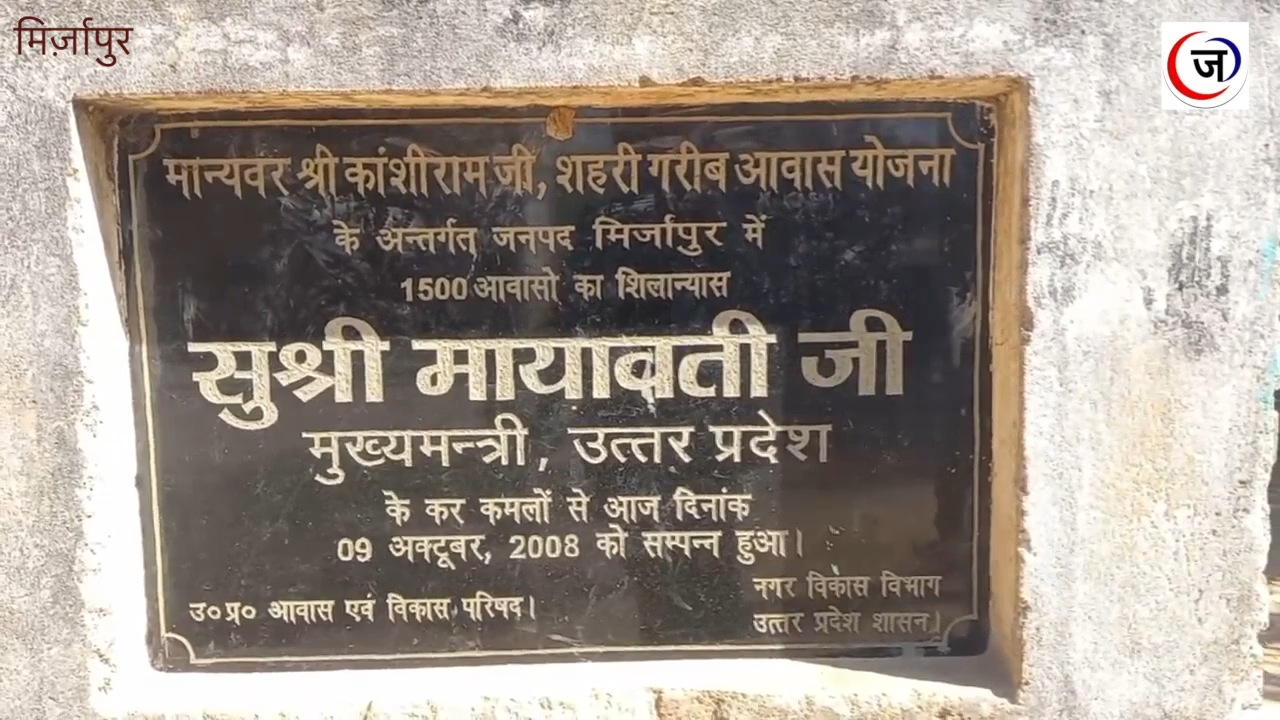 मिर्ज़ापुर
ज
मान्यवर श्री कांशीराम जी, शहरी गरीब आवास योजना
के अन्तर्गत जनपद मिर्जापुर में
1500 आवासो का शिलान्यास
सुश्री मायावती जी
मुख्यमन्त्री, उत्तर प्रदेश
के कर कमलों से आज दिनांक
09 अक्टूबर, 2008 को सम्पन्न हुआ।
नगर विकास विभाग
उ०प्र० आवास एवं विकास परिषद।
उत्तर प्रदेश शासन।